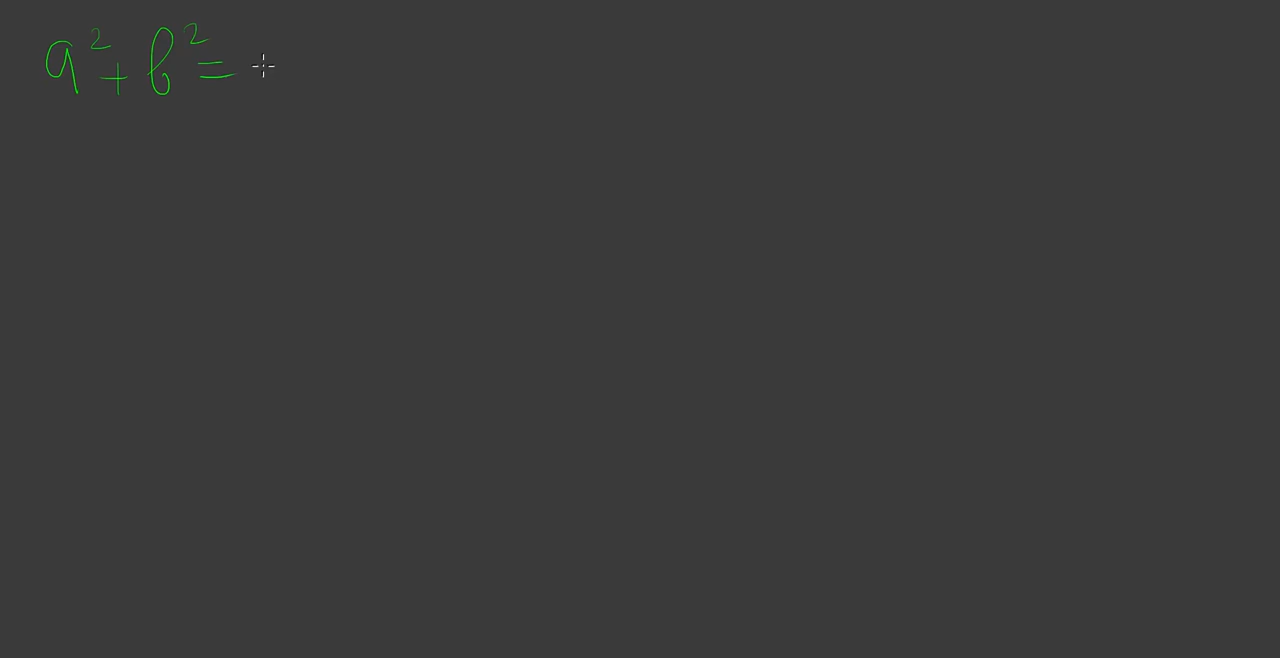 a² + b² =